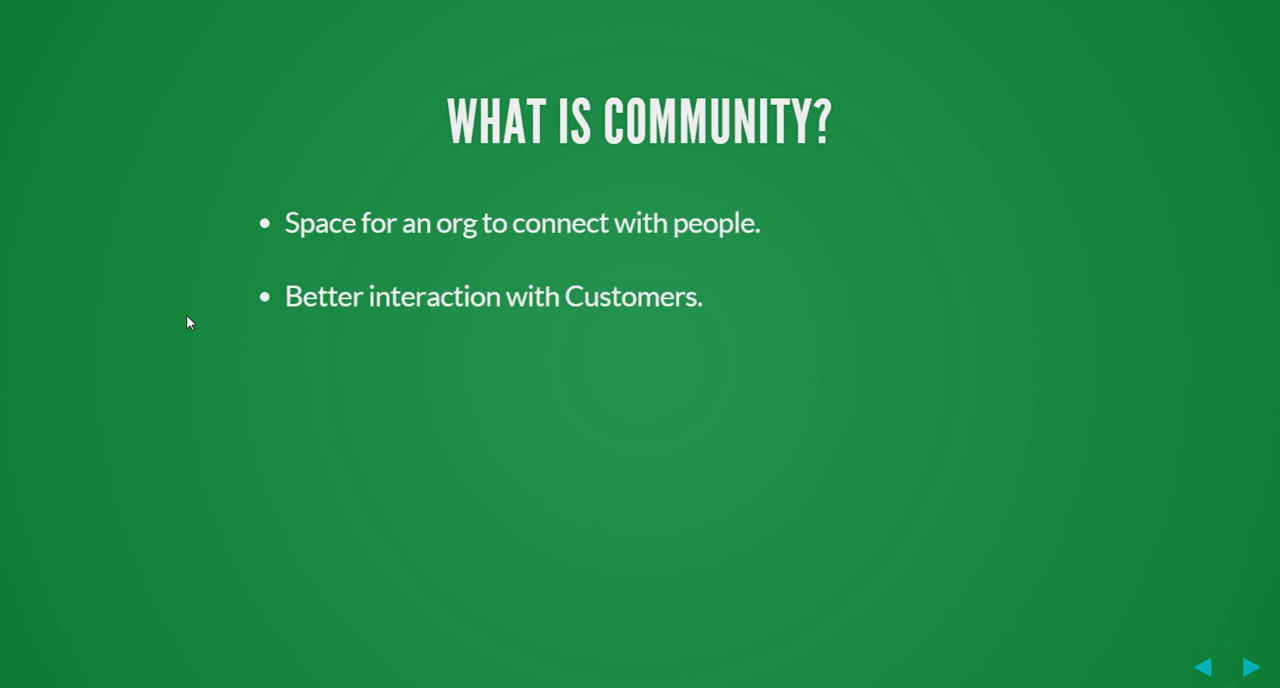 WHAT IS COMMUNITY?
Space for an org to connect with people.
Better interaction with Customers.